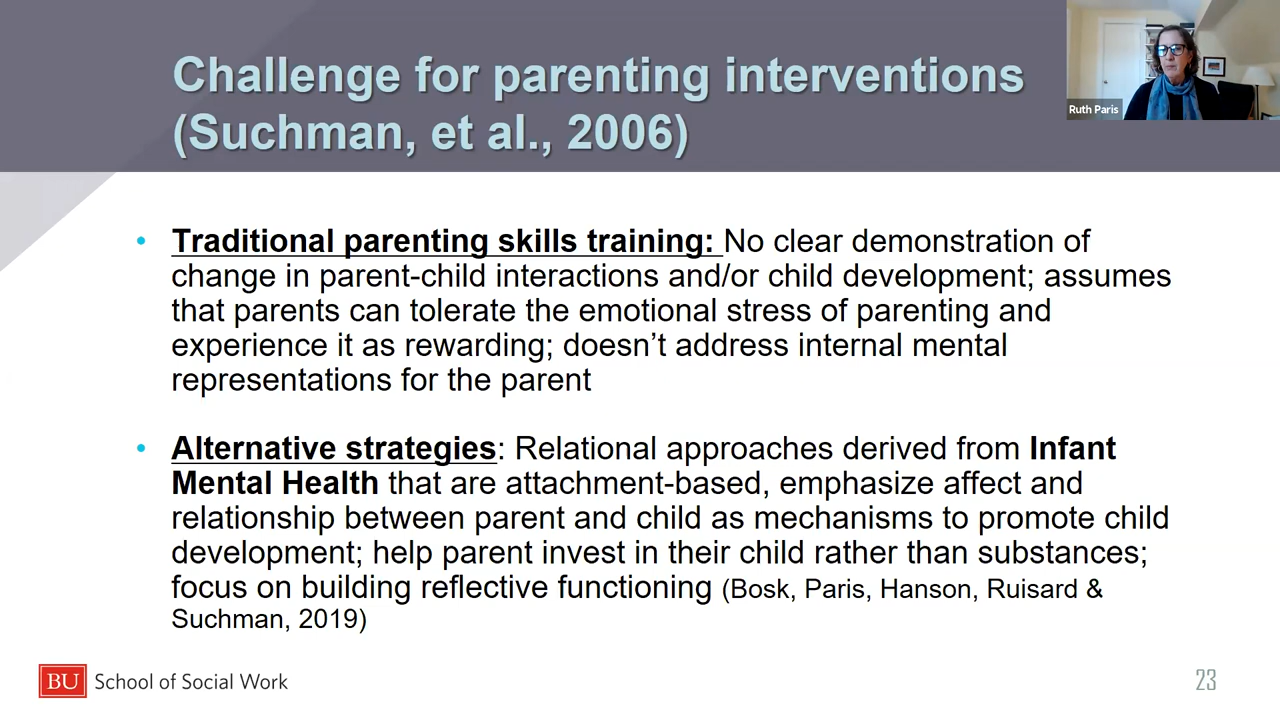 Challenge for parenting interventions
(Suchman, et al., 2006)
Ruth Paris
• Traditional parenting skills training: No clear demonstration of
change in parent-child interactions and/or child development; assumes
that parents can tolerate the emotional stress of parenting and
experience it as rewarding; doesn’t address internal mental
representations for the parent
• Alternative strategies: Relational approaches derived from Infant
Mental Health that are attachment-based, emphasize affect and
relationship between parent and child as mechanisms to promote child
development; help parent invest in their child rather than substances;
focus on building reflective functioning (Bosk, Paris, Hanson, Ruisard &
Suchman, 2019)
BU School of Social Work
23